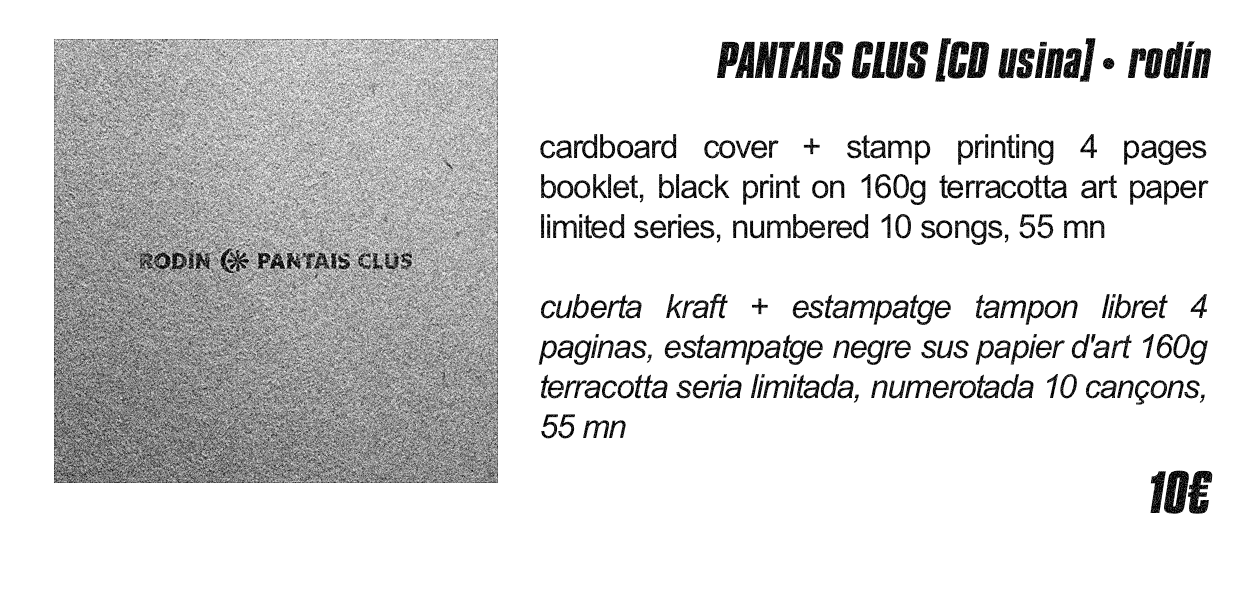 PANTAIS CLUS [CD usina] • rodín
RODÍN PANTAIS CLUS
cardboard cover + stamp printing 4 pages
booklet, black print on 160g terracotta art paper
limited series, numbered 10 songs, 55 mn
cuberta kraft + estampatge tampon libret 4
paginas, estampatge negre sus papier d'art 160g
terracotta seria limitada, numerotada 10 cançons,
55 mn
10€